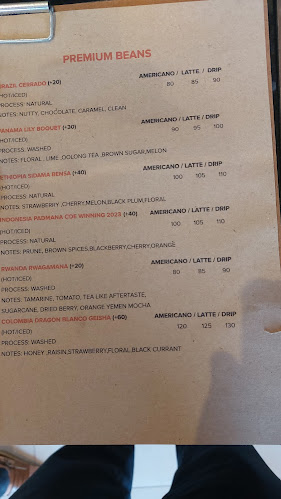 PREMIUM BEANS
BRAZIL CERRADO (+20) AMERICANO / LATTE / DRIP
(HOT/ICED) 80 85 90
PROCESS: NATURAL
NOTES: NUTTY, CHOCOLATE, CARAMEL, CLEAN
PANAMA LILY BOQUET (+30) AMERICANO / LATTE / DRIP
(HOT/ICED) 90 95 100
PROCESS: WASHED
NOTES: FLORAL , LIME ,OOLONG TEA ,BROWN SUGAR,MELON
ETHIOPIA SIDAMA BENSA (+40) AMERICANO / LATTE / DRIP
(HOT/ICED) 100 105 110
PROCESS: NATURAL
NOTES: STRAWBERRY ,CHERRY,MELON,BLACK PLUM,FLORAL
INDONESIA PADMANA COE WINNING 2023 (+40) AMERICANO / LATTE / DRIP
(HOT/ICED) 100 105 110
PROCESS: NATURAL
NOTES: PRUNE, BROWN SPICES,BLACKBERRY,CHERRY,ORANGE
RWANDA RWAGAMAHA (+20) AMERICANO / LATTE / DRIP
(HOT/ICED) 80 85 90
PROCESS: WASHED
NOTES: TAMARINE, TOMATO, TEA LIKE AFTERTASTE,
SUGARCANE, DRIED BERRY, ORANGE YEMEN MOCHA
COLOMBIA DRAGON BLANCO GEISHA (+60) AMERICANO / LATTE / DRIP
(HOT/ICED) 120 125 130
PROCESS: WASHED
NOTES: HONEY ,RAISIN,STRAWBERRY,FLORAL,BLACK CURRANT